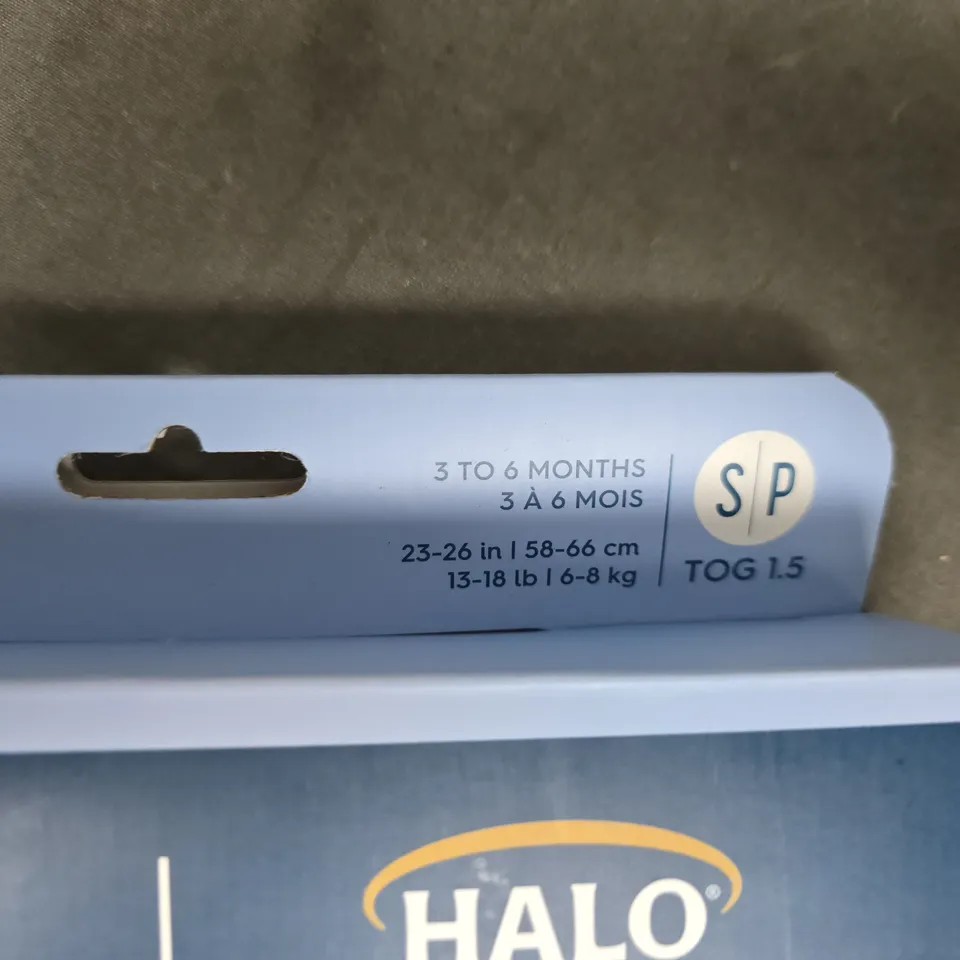 3 TO 6 MONTHS
3 À 6 MOIS
23-26 in | 58-66 cm
13-18 lb | 6-8 kg
S|P
TOG 1.5
HALO®